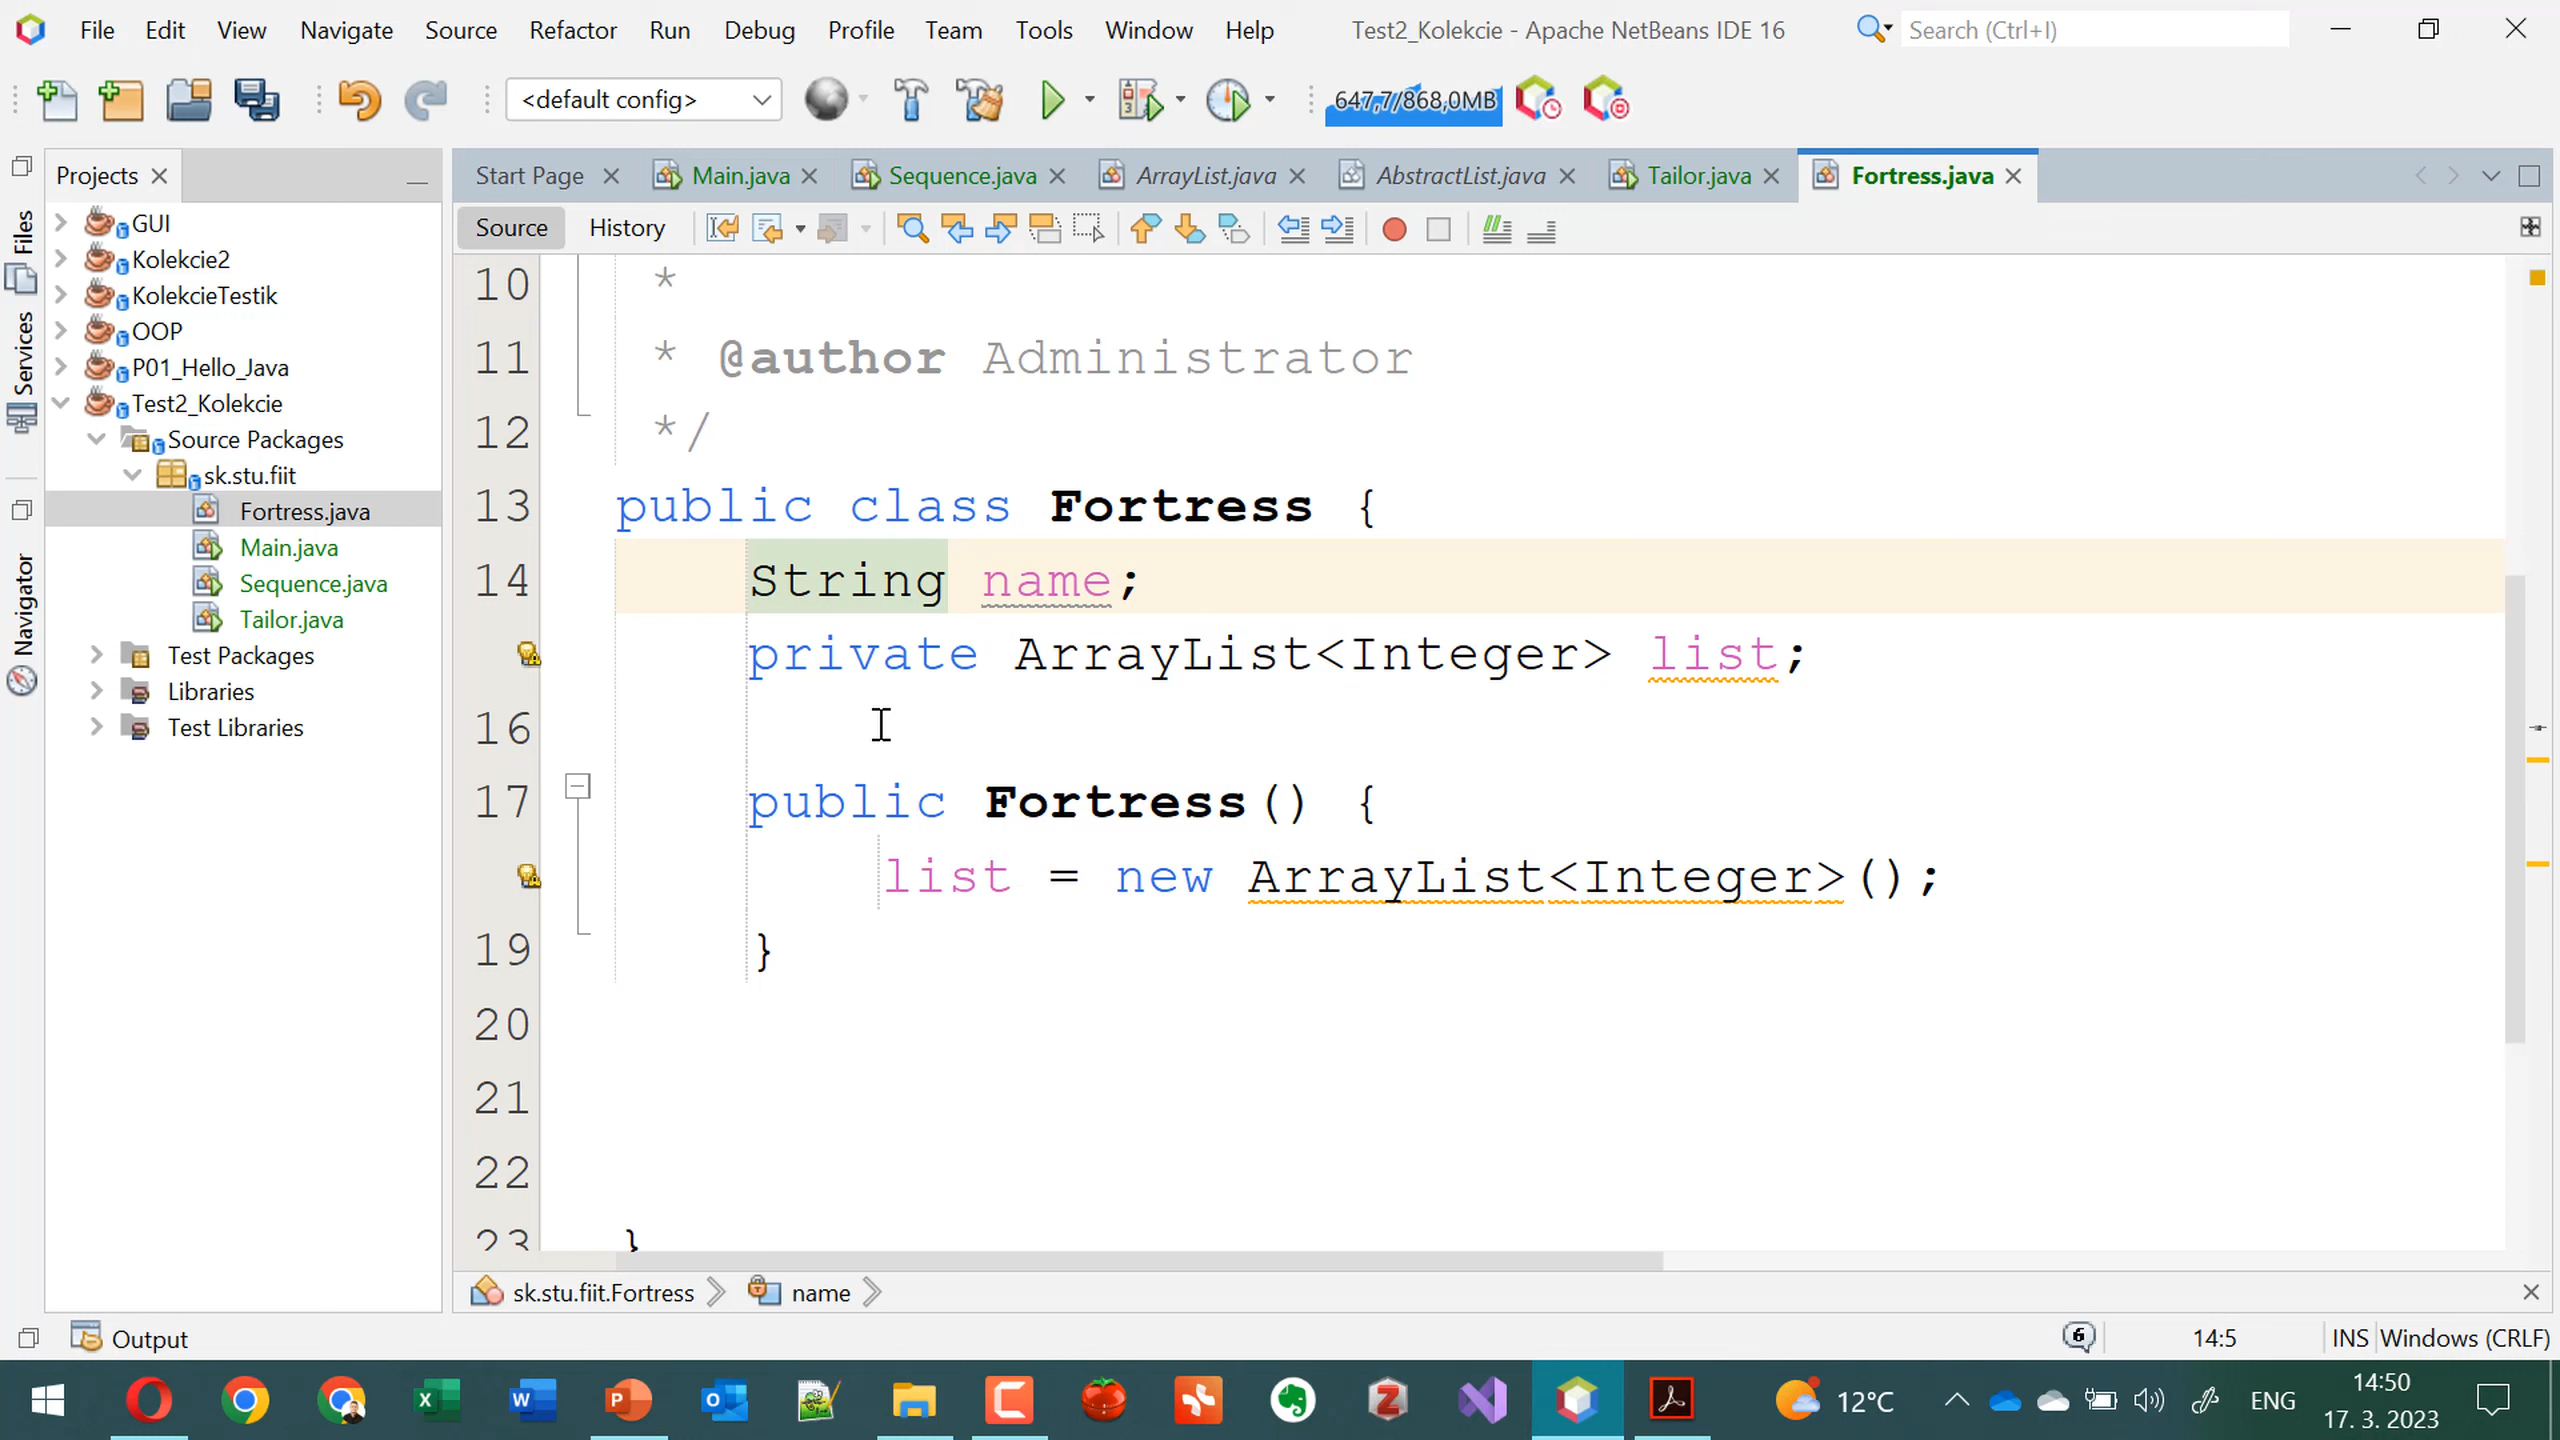 File Edit View Navigate Source Refactor Run Debug Profile Team Tools Window Help Test2_Kolekcie - Apache NetBeans IDE 16 Search (Ctrl+I)
<default config> 647,7/868,0MB
Projects Start Page Main.java Sequence.java ArrayList.java AbstractList.java Tailor.java Fortress.java
Source History
Files
Services
Navigator
GUI
Kolekcie2
KolekcieTestik
OOP
P01_Hello_Java
Test2_Kolekcie
Source Packages
sk.stu.fiit
Fortress.java
Main.java
Sequence.java
Tailor.java
Test Packages
Libraries
Test Libraries
10 *
11 * @author Administrator
12 */
13 public class Fortress {
14 String name;
private ArrayList<Integer> list;
16
17 public Fortress() {
list = new ArrayList<Integer>();
19 }
20
21
22
23 }
sk.stu.fiit.Fortress name
Output 6 14:5 INS Windows (CRLF)
12°C ENG 14:50
17. 3. 2023